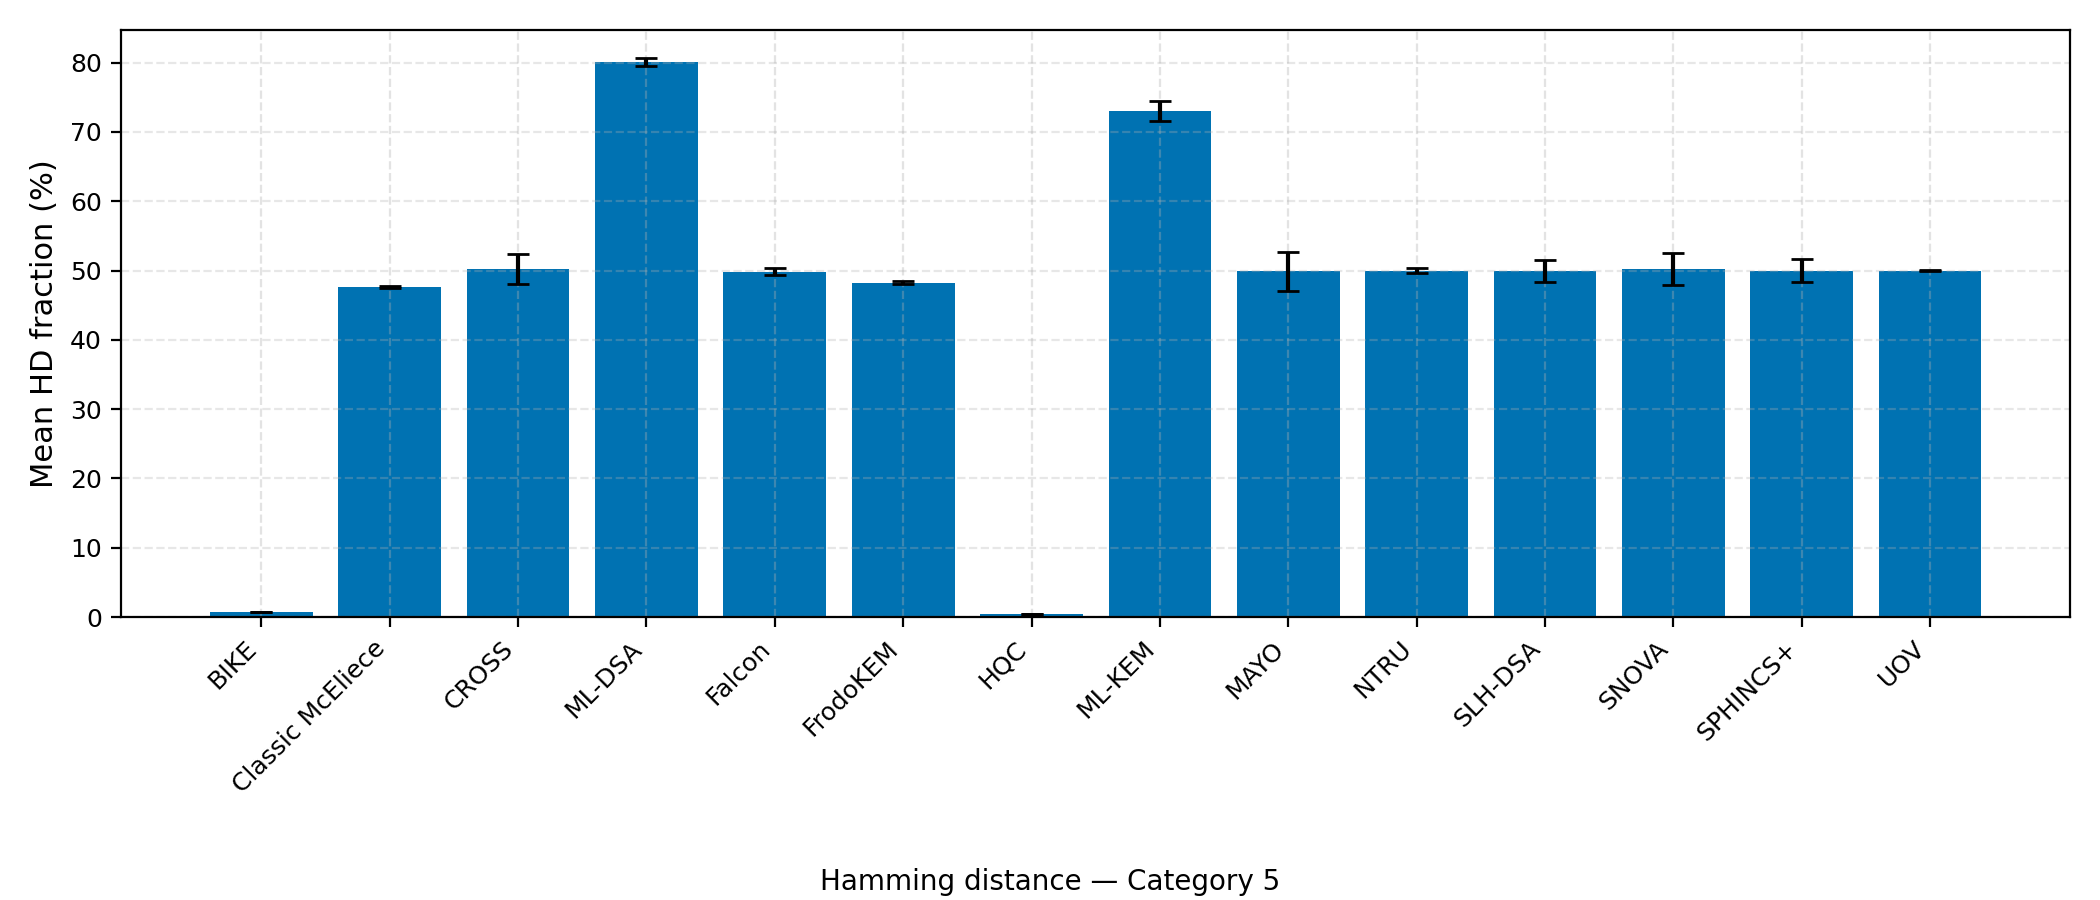 Mean HD fraction (%)
80
70
60
50
40
30
20
10
0
BIKE
Classic McEliece
CROSS
ML-DSA
Falcon
FrodoKEM
HQC
ML-KEM
MAYO
NTRU
SLH-DSA
SNOVA
SPHINCS+
UOV
Hamming distance — Category 5